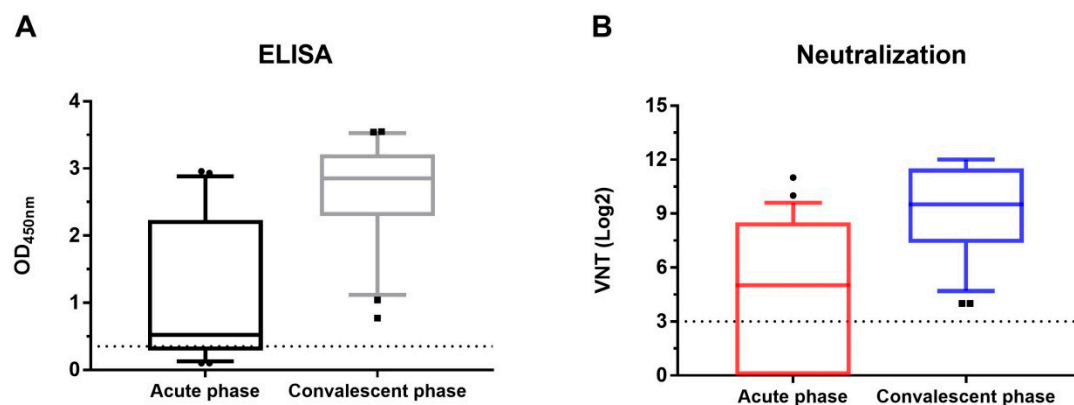 A
ELISA
OD450nm
4
3
2
1
0
Acute phase
Convalescent phase
B
Neutralization
VNT (Log2)
15
12
9
6
3
0
Acute phase
Convalescent phase